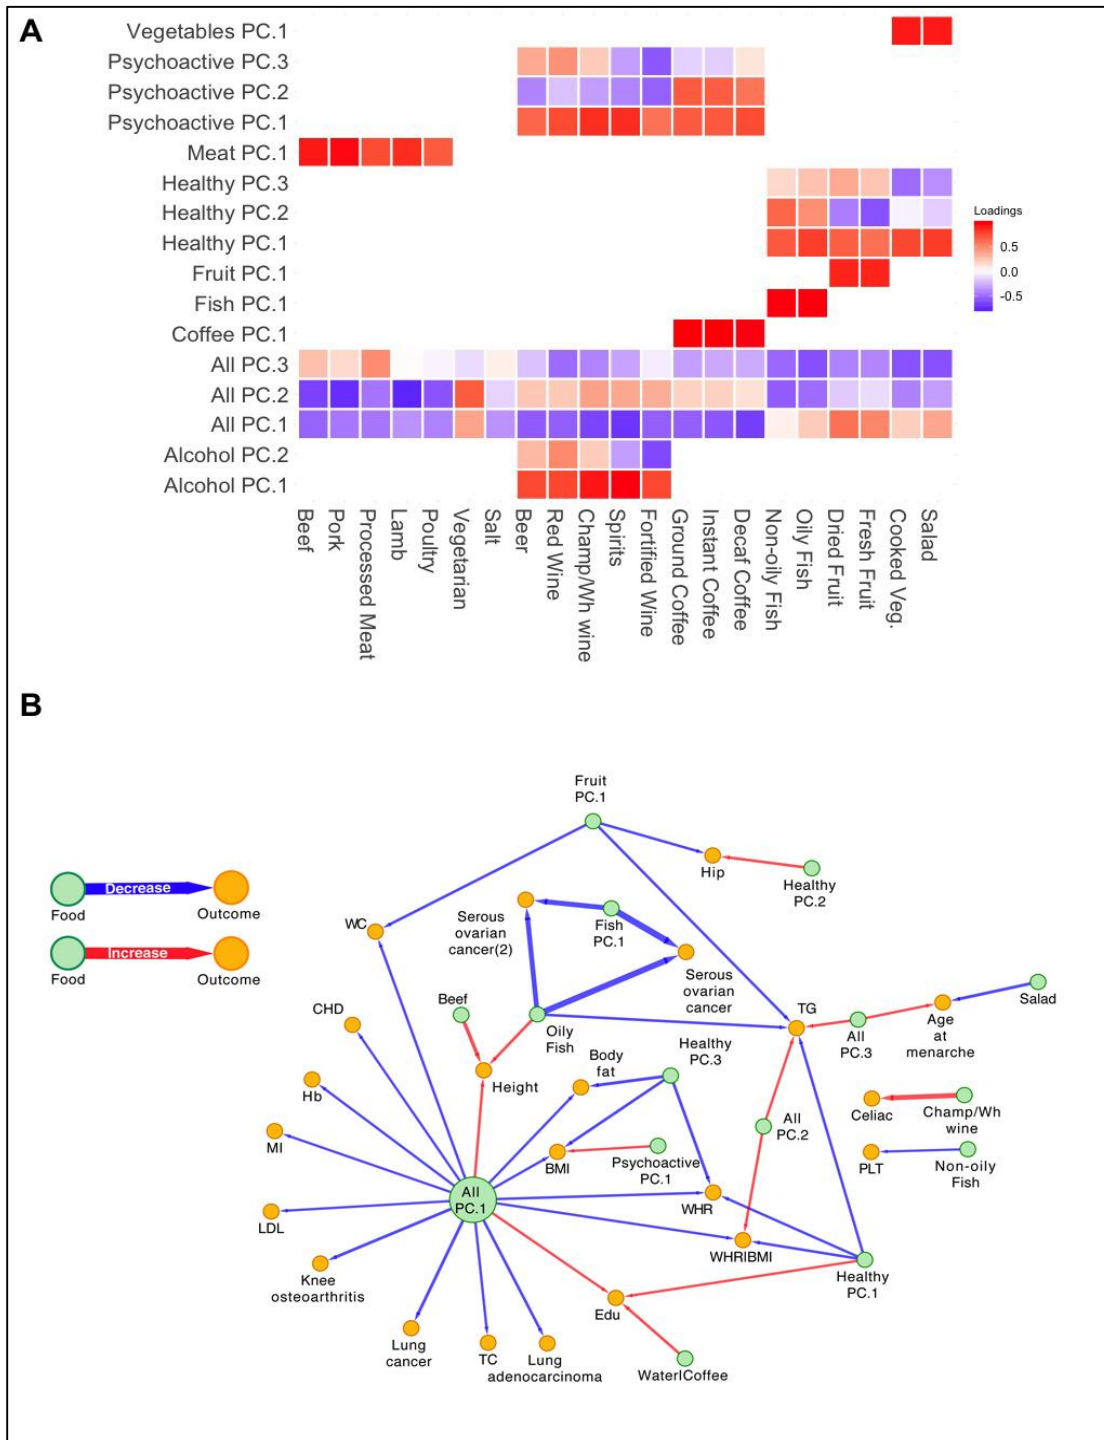 A
Vegetables PC.1
Psychoactive PC.3
Psychoactive PC.2
Psychoactive PC.1
Meat PC.1
Healthy PC.3
Healthy PC.2
Healthy PC.1
Fruit PC.1
Fish PC.1
Coffee PC.1
All PC.3
All PC.2
All PC.1
Alcohol PC.2
Alcohol PC.1
Loadings
0.5
0.0
-0.5
Beef
Pork
Processed Meat
Lamb
Poultry
Vegetarian
Salt
Beer
Red Wine
Champ/Wh wine
Spirits
Fortified Wine
Ground Coffee
Instant Coffee
Decaf Coffee
Non-oily Fish
Oily Fish
Dried Fruit
Fresh Fruit
Cooked Veg.
Salad
B
Decrease
Food
Outcome
Increase
Food
Outcome
Fruit
PC.1
Hip
Healthy
PC.2
WC
Serous
ovarian
cancer(2)
Fish
PC.1
Serous
ovarian
cancer
CHD
Beef
Oily
Fish
TG
All
PC.3
Age
at
menarche
Salad
Hb
Height
Body
fat
Healthy
PC.3
Celiac
Champ/Wh
wine
MI
BMI
Psychoactive
PC.1
All
PC.2
PLT
Non-oily
Fish
All
PC.1
LDL
WHR
WHRIBMI
Knee
osteoarthritis
Healthy
PC.1
Edu
Lung
cancer
TC
Lung
adenocarcinoma
WaterICoffee